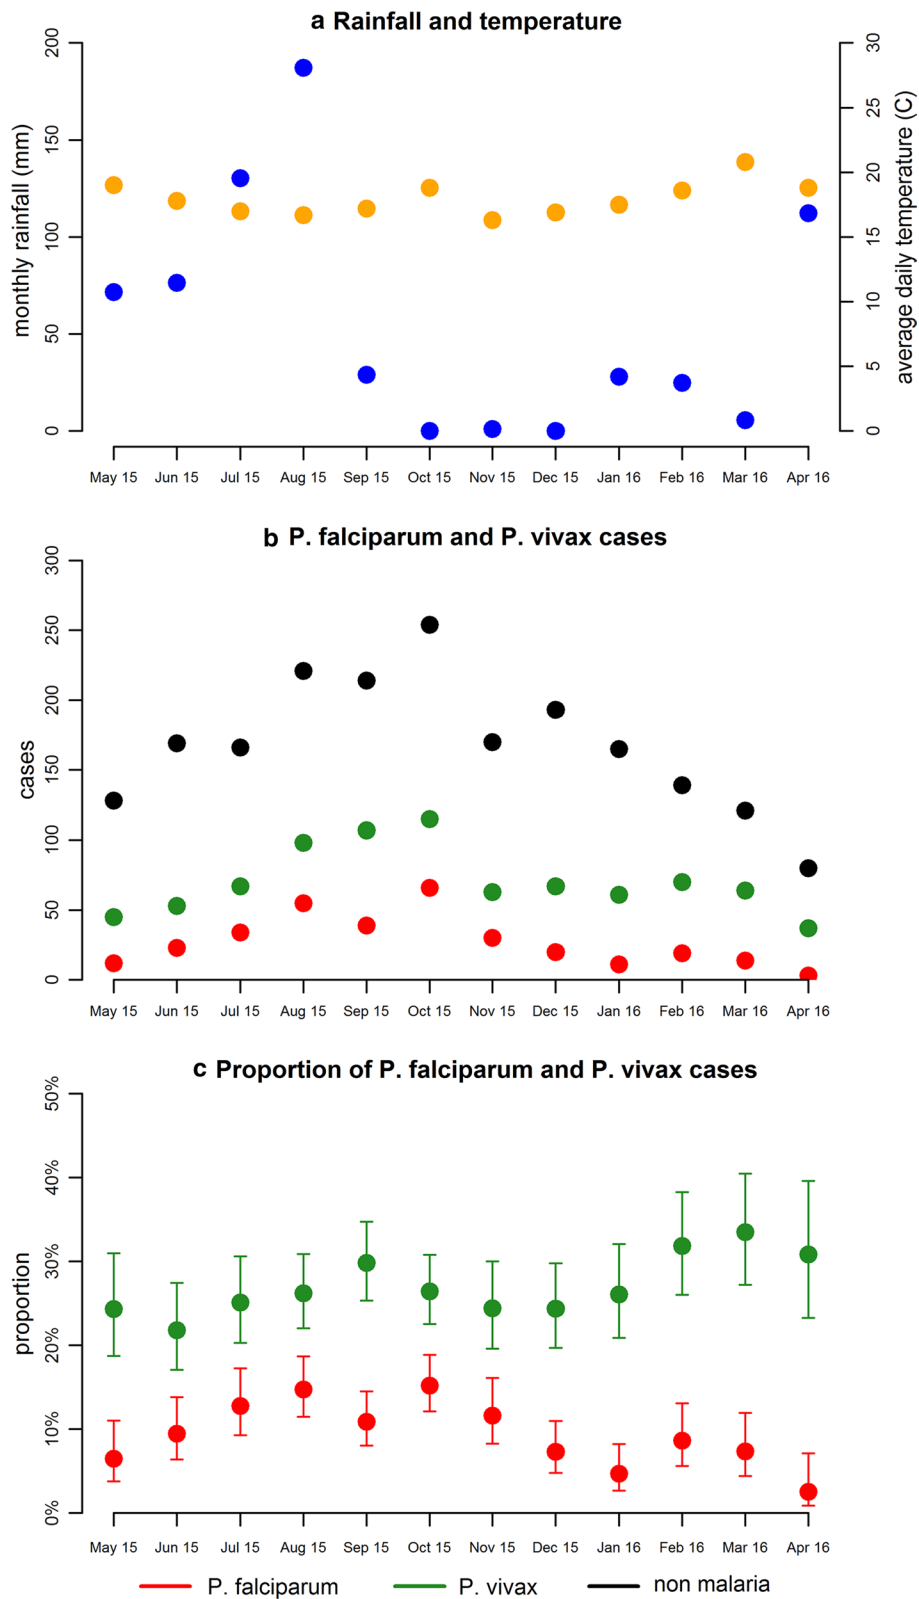 a Rainfall and temperature
200
150
100
50
0
monthly rainfall (mm)
30
25
20
15
10
5
0
average daily temperature (C)
May 15 Jun 15 Jul 15 Aug 15 Sep 15 Oct 15 Nov 15 Dec 15 Jan 16 Feb 16 Mar 16 Apr 16
b P. falciparum and P. vivax cases
300
250
200
150
100
50
0
cases
May 15 Jun 15 Jul 15 Aug 15 Sep 15 Oct 15 Nov 15 Dec 15 Jan 16 Feb 16 Mar 16 Apr 16
c Proportion of P. falciparum and P. vivax cases
50%
40%
30%
20%
10%
0%
proportion
May 15 Jun 15 Jul 15 Aug 15 Sep 15 Oct 15 Nov 15 Dec 15 Jan 16 Feb 16 Mar 16 Apr 16
P. falciparum P. vivax non malaria